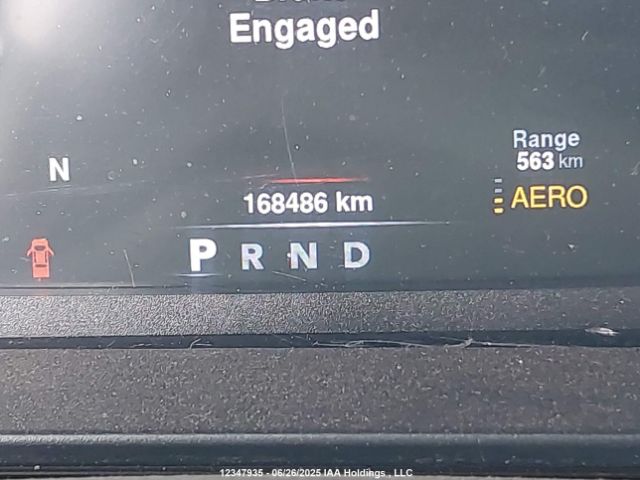 Engaged
Range
563 km
N
168486 km
AERO
P R N D
12347935 - 06/26/2025 IAA Holdings , LLC